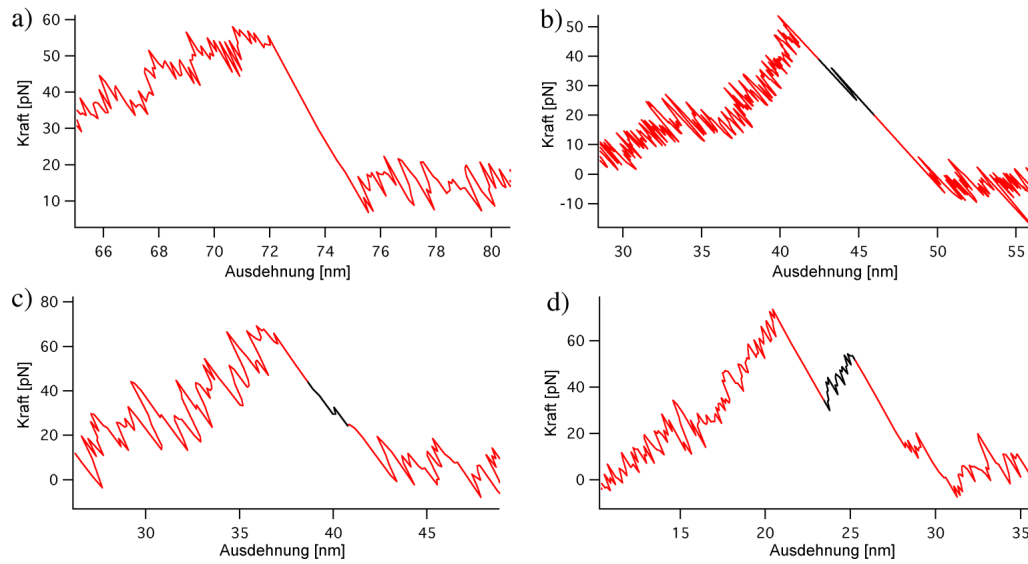 a)
60
50
40
30
20
10
Kraft [pN]
66 68 70 72 74 76 78 80
Ausdehnung [nm]
b)
50
40
30
20
10
0
-10
Kraft [pN]
30 35 40 45 50 55
Ausdehnung [nm]
c)
80
60
40
20
0
Kraft [pN]
30 35 40 45
Ausdehnung [nm]
d)
60
40
20
0
Kraft [pN]
15 20 25 30 35
Ausdehnung [nm]